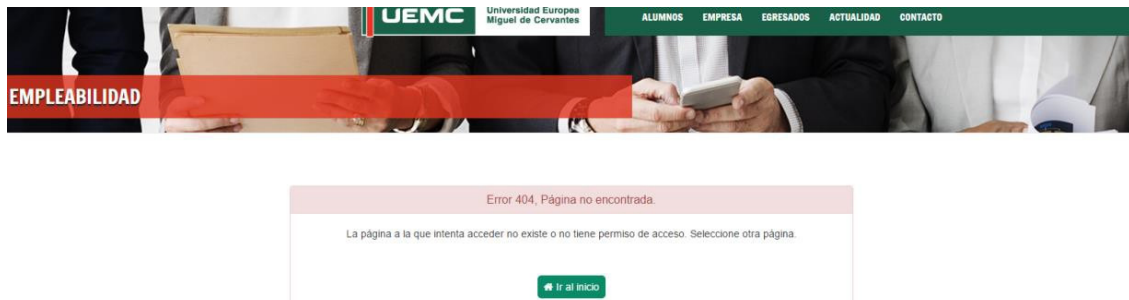 UEMC
Universidad Europea
Miguel de Cervantes
ALUMNOS EMPRESA EGRESADOS ACTUALIDAD CONTACTO
EMPLEABILIDAD
Error 404, Página no encontrada.
La página a la que intenta acceder no existe o no tiene permiso de acceso. Seleccione otra página.
Ir al inicio